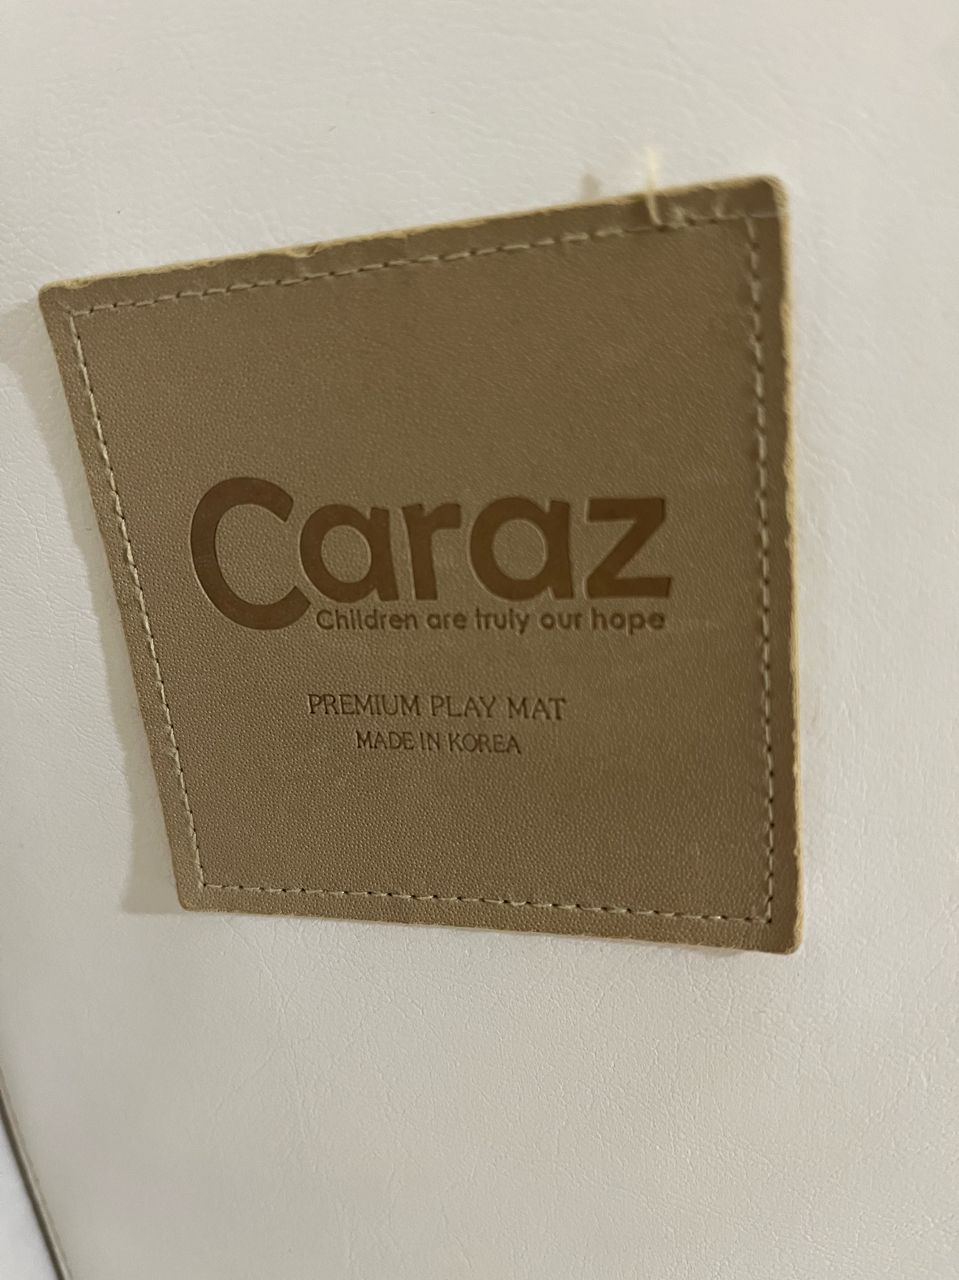 Caraz
Children are truly our hope
PREMIUM PLAY MAT
MADE IN KOREA